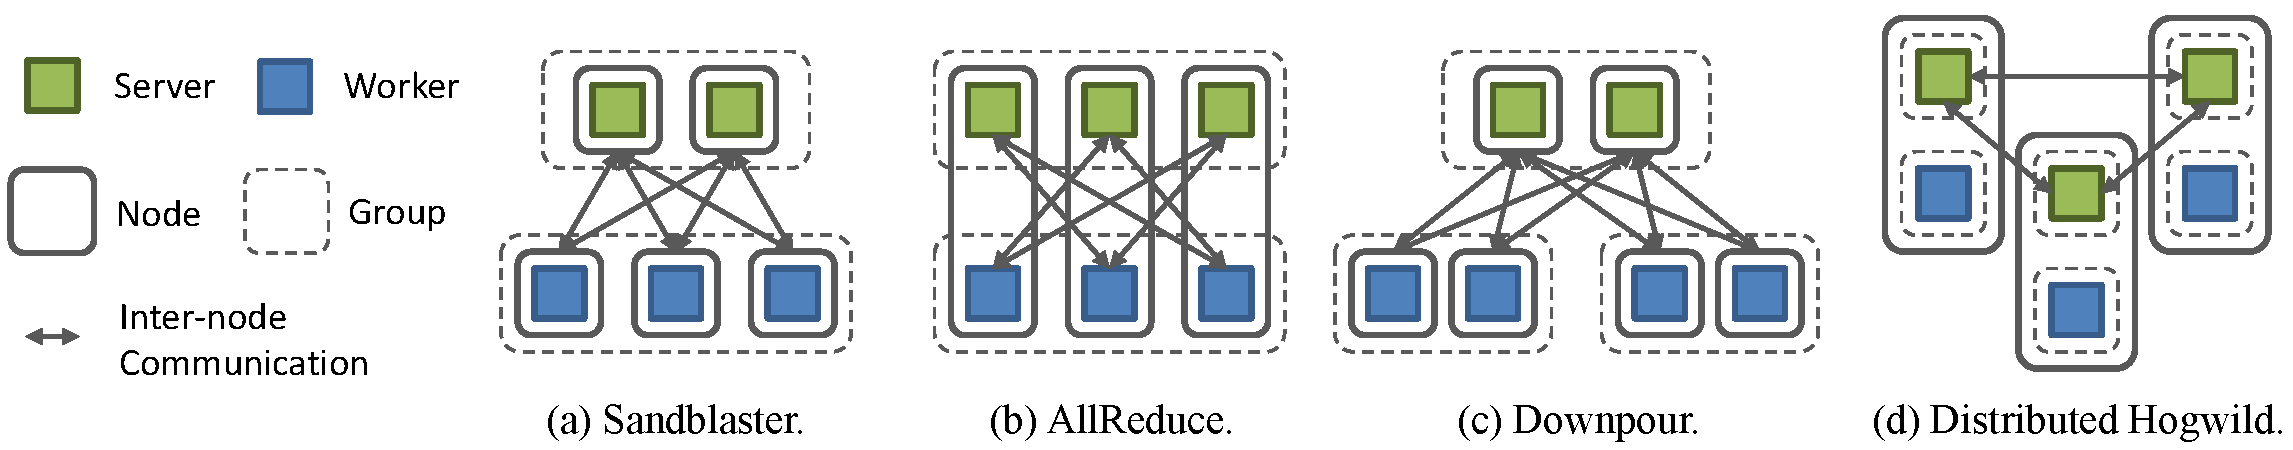 Server
Worker
Node
Group
Inter-node
Communication
(a) Sandblaster.
(b) AllReduce.
(c) Downpour.
(d) Distributed Hogwild.